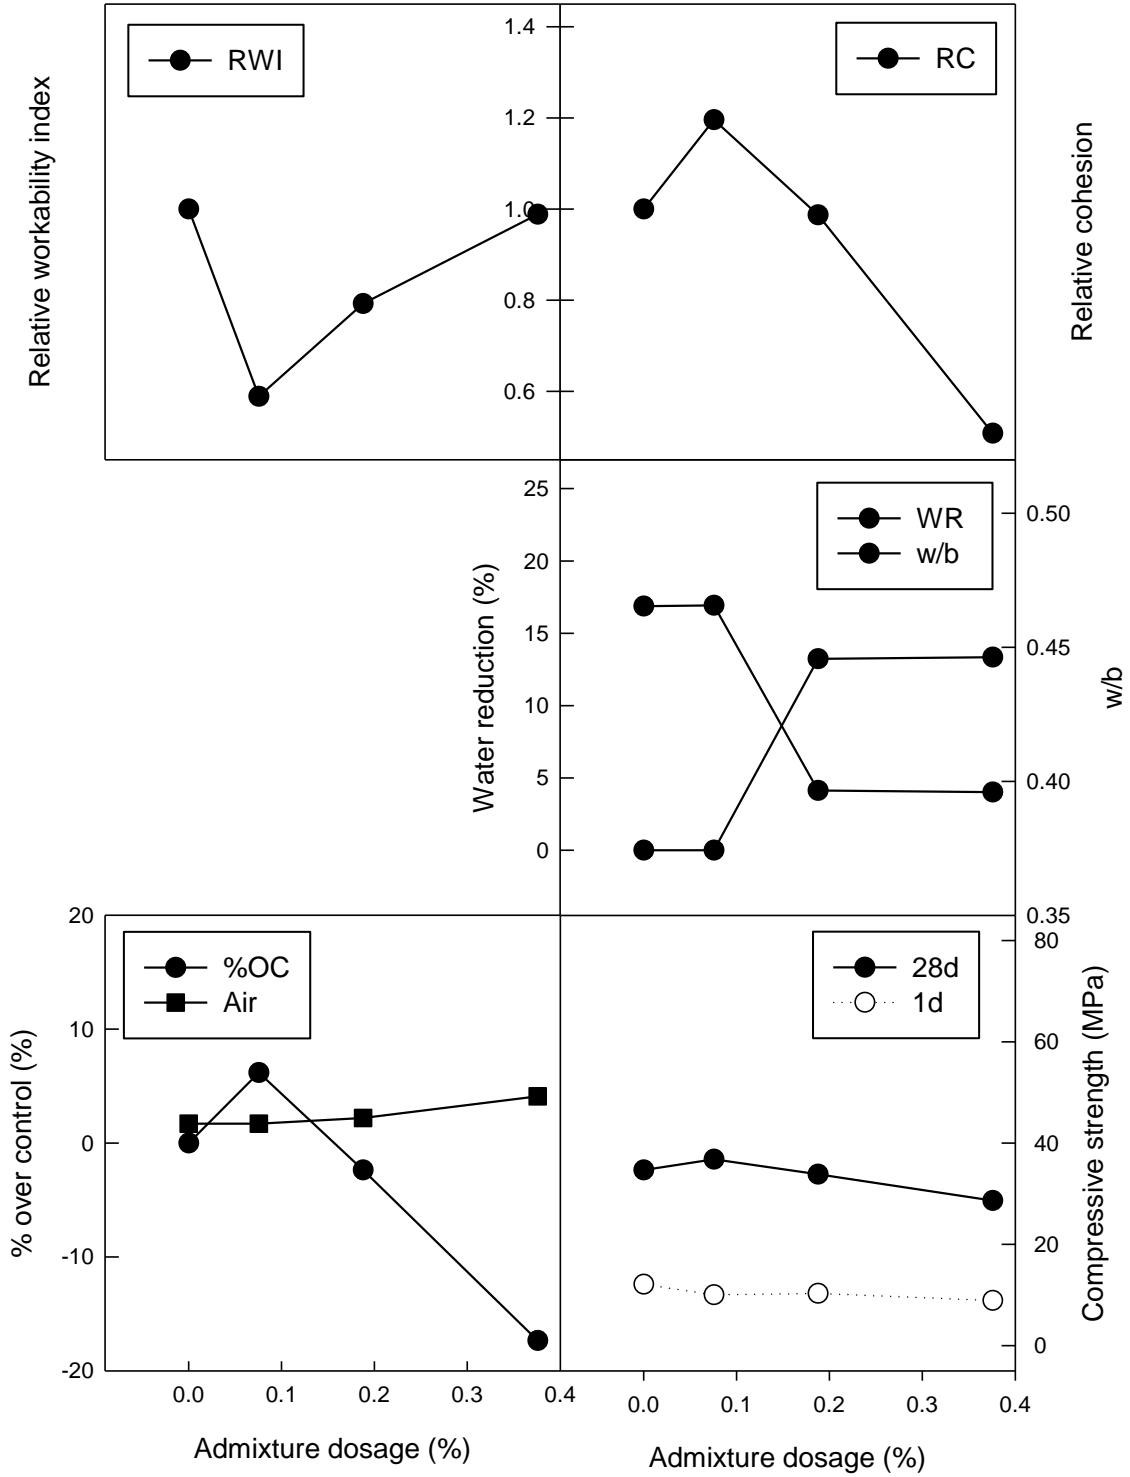 RWI
Relative workability index
1.4
1.2
1.0
0.8
0.6
RC
Relative cohesion
Water reduction (%)
25
20
15
10
5
0
WR
w/b
0.50
0.45
0.40
0.35
w/b
% over control (%)
20
10
0
-10
-20
%OC
Air
0.0 0.1 0.2 0.3 0.4
Admixture dosage (%)
28d
1d
80
60
40
20
0
Compressive strength (MPa)
0.0 0.1 0.2 0.3 0.4
Admixture dosage (%)